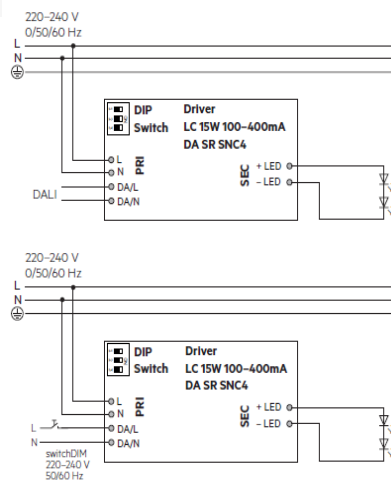 220–240 V
0/50/60 Hz
L
N
DIP
Switch
Driver
LC 15W 100–400mA
DA SR SNC4
L
N
DA/L
DA/N
PRI
SEC
+ LED
– LED
DALI
220–240 V
0/50/60 Hz
L
N
DIP
Switch
Driver
LC 15W 100–400mA
DA SR SNC4
L
N
DA/L
DA/N
PRI
SEC
+ LED
– LED
L
N
switchDIM
220–240 V
50/60 Hz